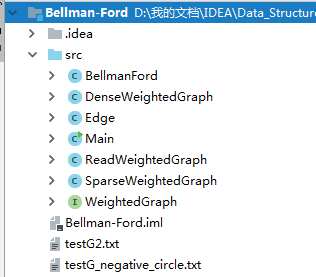 Bellman-Ford D:\我的文档\IDEA\Data_Structure
.idea
src
C BellmanFord
C DenseWeightedGraph
C Edge
C Main
C ReadWeightedGraph
C SparseWeightedGraph
I WeightedGraph
Bellman-Ford.iml
testG2.txt
testG_negative_circle.txt